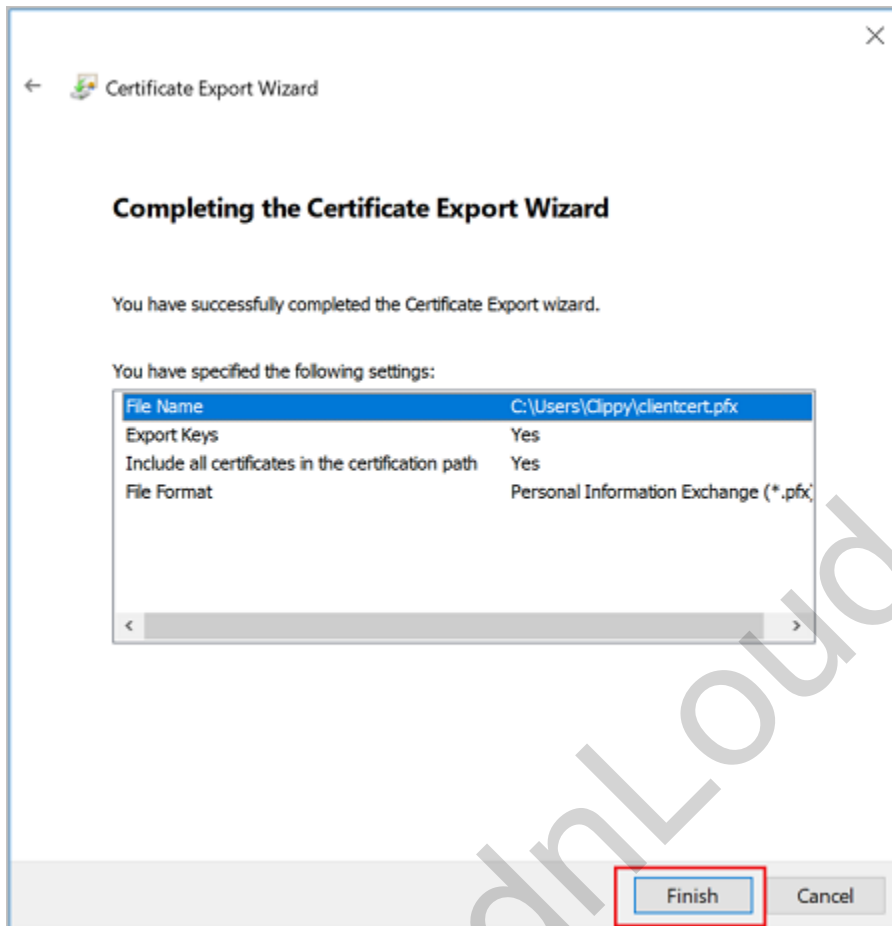 Certificate Export Wizard
Completing the Certificate Export Wizard
You have successfully completed the Certificate Export wizard.
You have specified the following settings:
File Name C:\Users\Clippy\clientcert.pfx
Export Keys Yes
Include all certificates in the certification path Yes
File Format Personal Information Exchange (*.pfx)
dnLoud
Finish Cancel